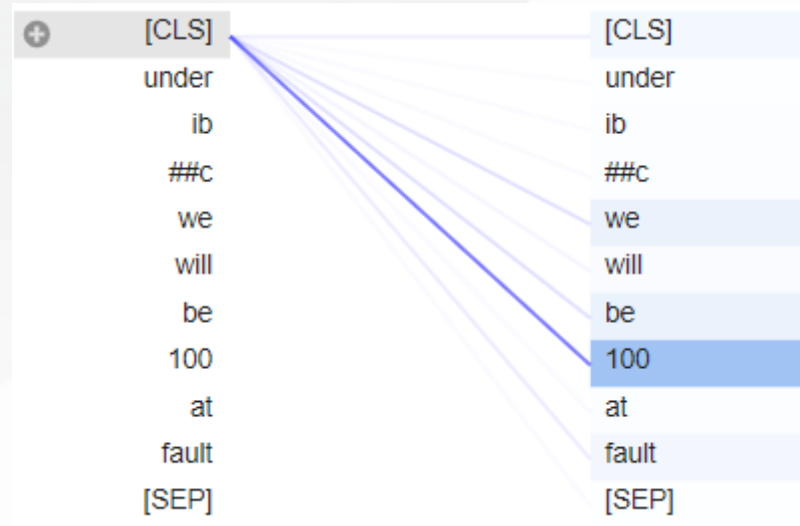 [CLS] [CLS]
under under
ib ib
##c ##c
we we
will will
be be
100 100
at at
fault fault
[SEP] [SEP]